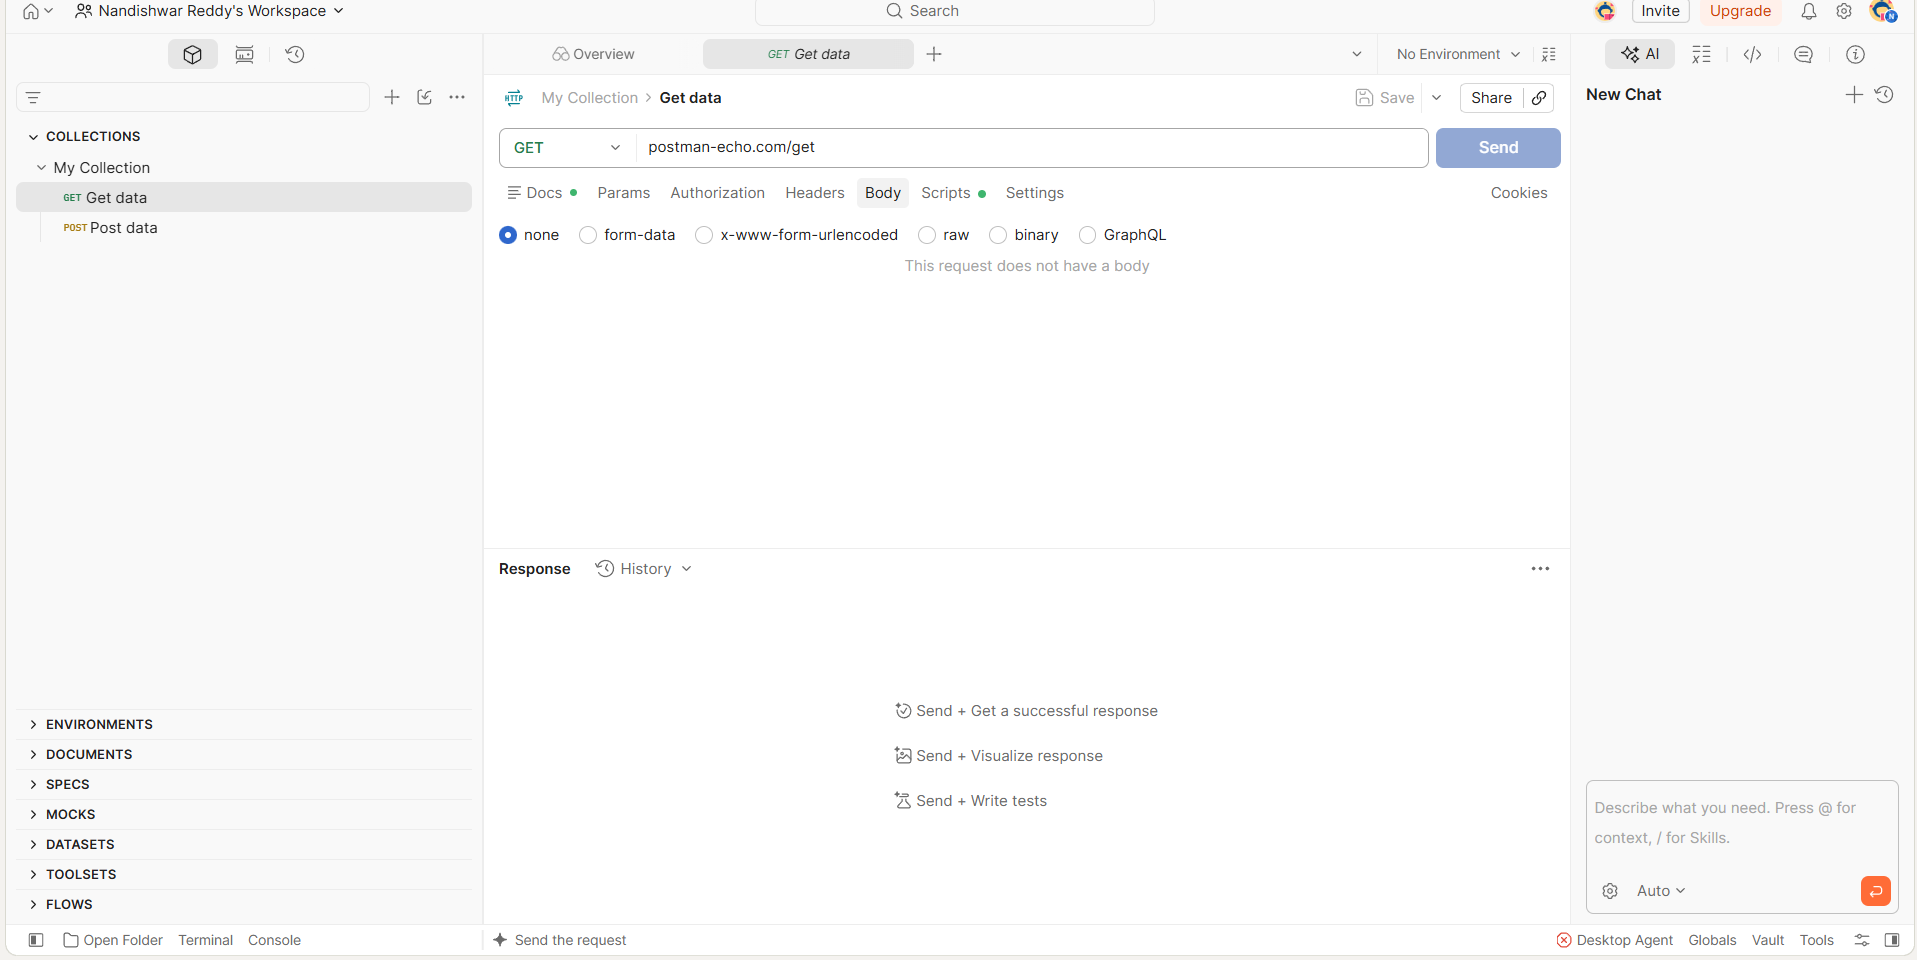 Nandishwar Reddy's Workspace
Search
Invite
Upgrade
N
Overview
GET Get data
No Environment
AI
HTTP
My Collection > Get data
Save
Share
New Chat
COLLECTIONS
My Collection
GET Get data
POST Post data
GET
postman-echo.com/get
Send
Docs
Params
Authorization
Headers
Body
Scripts
Settings
Cookies
none
form-data
x-www-form-urlencoded
raw
binary
GraphQL
This request does not have a body
Response
History
Send + Get a successful response
Send + Visualize response
Send + Write tests
ENVIRONMENTS
DOCUMENTS
SPECS
MOCKS
DATASETS
TOOLSETS
FLOWS
Describe what you need. Press @ for
context, / for Skills.
Auto
Open Folder
Terminal
Console
Send the request
Desktop Agent
Globals
Vault
Tools